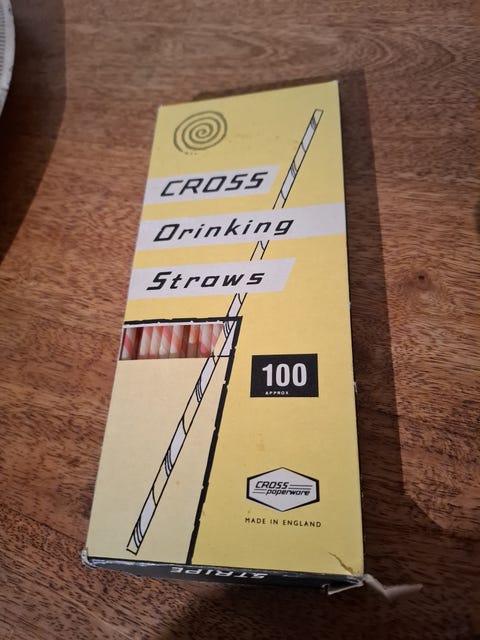 CROSS
Drinking
Straws
100
APPROX
CROSS
paperware
MADE IN ENGLAND
STRIPE